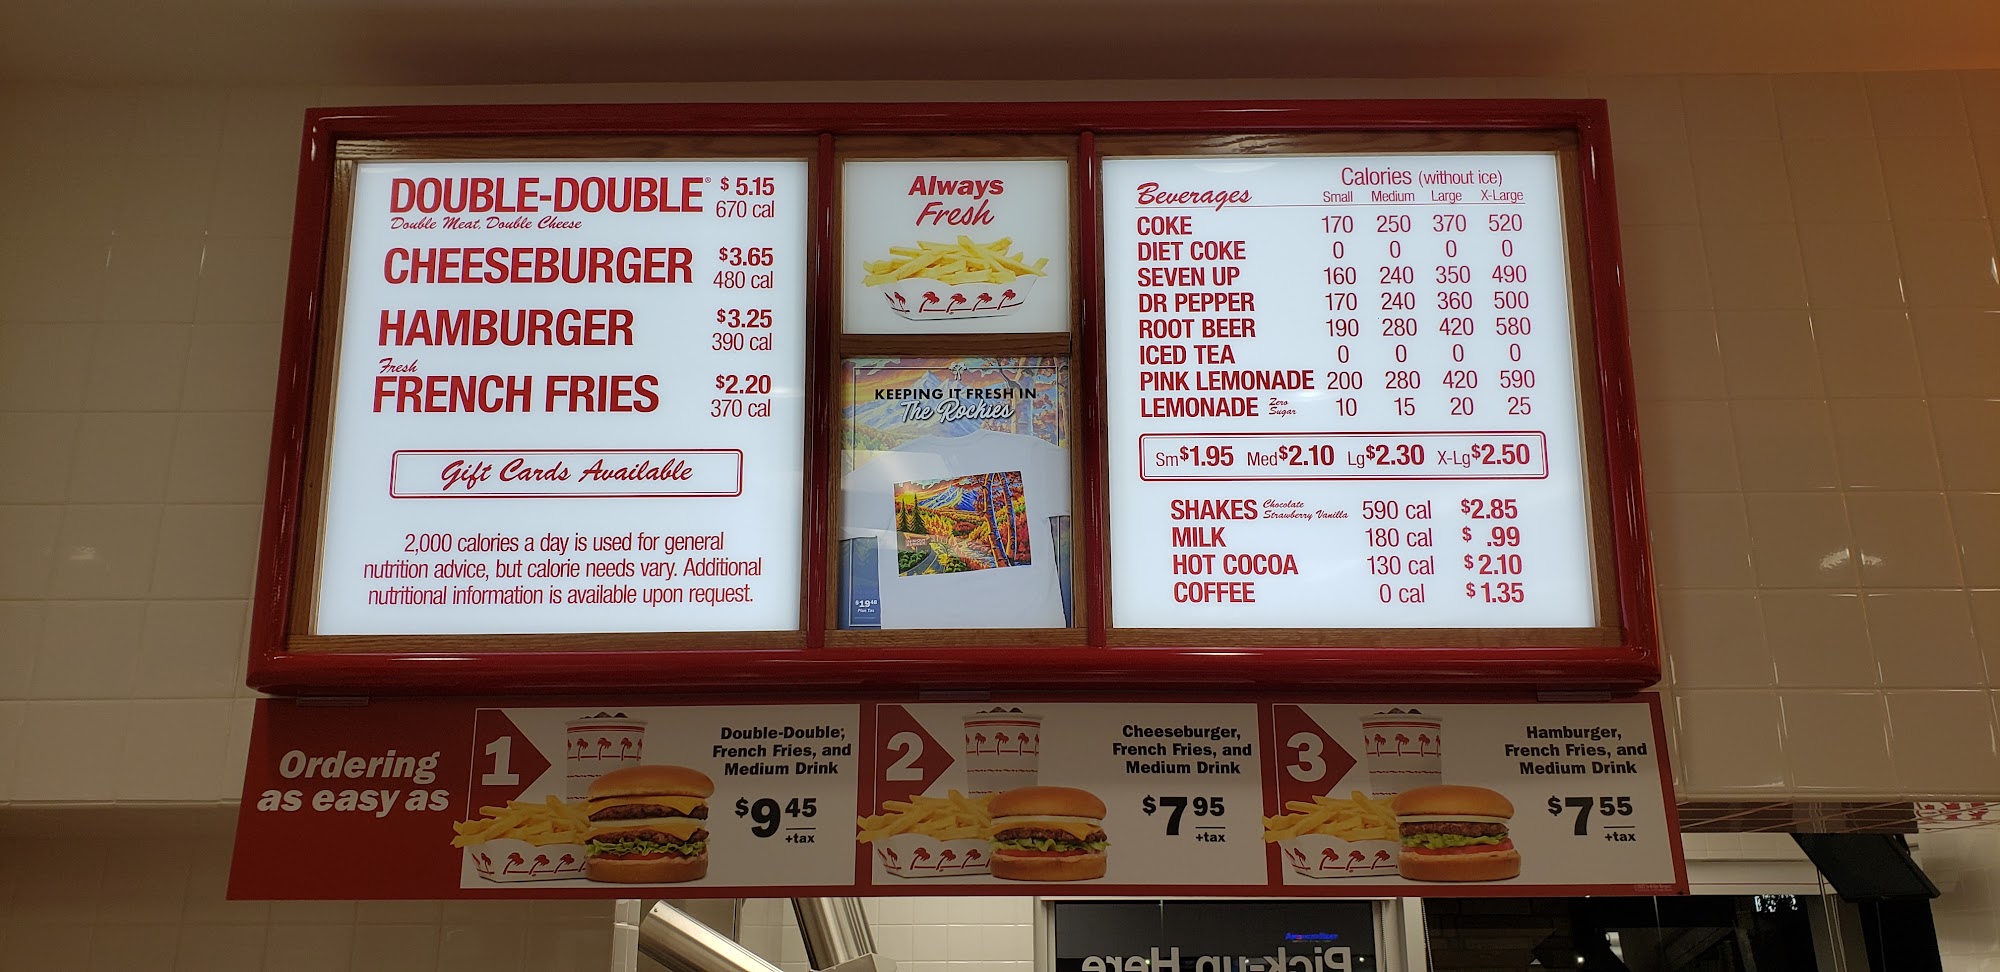 DOUBLE-DOUBLE® $5.15
Double Meat, Double Cheese 670 cal
CHEESEBURGER $3.65
480 cal
HAMBURGER $3.25
390 cal
Fresh
FRENCH FRIES $2.20
370 cal
Gift Cards Available
2,000 calories a day is used for general
nutrition advice, but calorie needs vary. Additional
nutritional information is available upon request.
Always
Fresh
KEEPING IT FRESH IN
The Rockies
$19.48
Plus Tax
Beverages Calories (without ice)
Small Medium Large X-Large
COKE 170 250 370 520
DIET COKE 0 0 0 0
SEVEN UP 160 240 350 490
DR PEPPER 170 240 360 500
ROOT BEER 190 280 420 580
ICED TEA 0 0 0 0
PINK LEMONADE 200 280 420 590
LEMONADE Zero Sugar 10 15 20 25
Sm$1.95 Med$2.10 Lg$2.30 X-Lg$2.50
SHAKES Chocolate Strawberry Vanilla 590 cal $2.85
MILK 180 cal $ .99
HOT COCOA 130 cal $2.10
COFFEE 0 cal $1.35
Ordering
as easy as
1
Double-Double,
French Fries, and
Medium Drink
$9 45
+tax
2
Cheeseburger,
French Fries, and
Medium Drink
$7 95
+tax
3
Hamburger,
French Fries, and
Medium Drink
$7 55
+tax
Pick-up Here